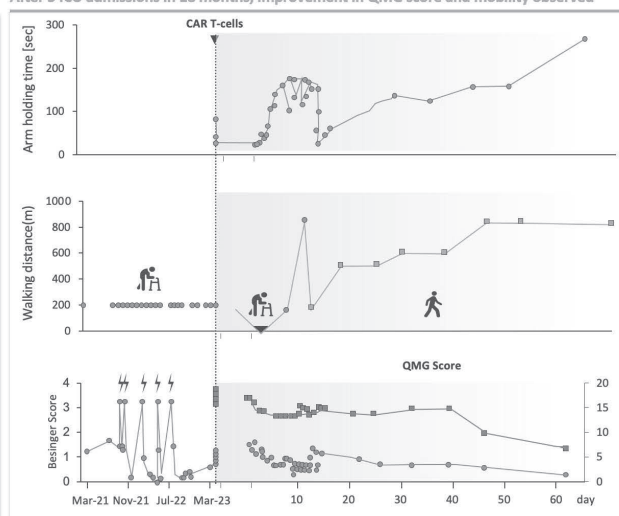 After 5 ICU admissions in 28 months, improvement in QMG score and mobility observed
CAR T-cells
Arm holding time [sec]
300
200
100
0
Walking distance(m)
1000
800
600
400
200
0
QMG Score
Besinger Score
4
3
2
1
0
20
15
10
5
0
Mar-21 Nov-21 Jul-22 Mar-23 10 20 30 40 50 60 day